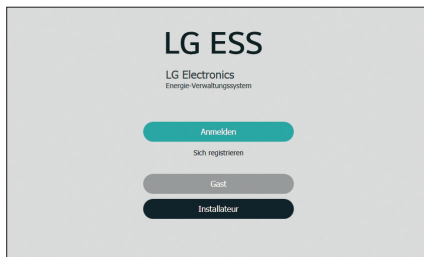 LG ESS
LG Electronics
Energie-Verwaltungssystem
Anmelden
Sich registrieren
Gast
Installateur